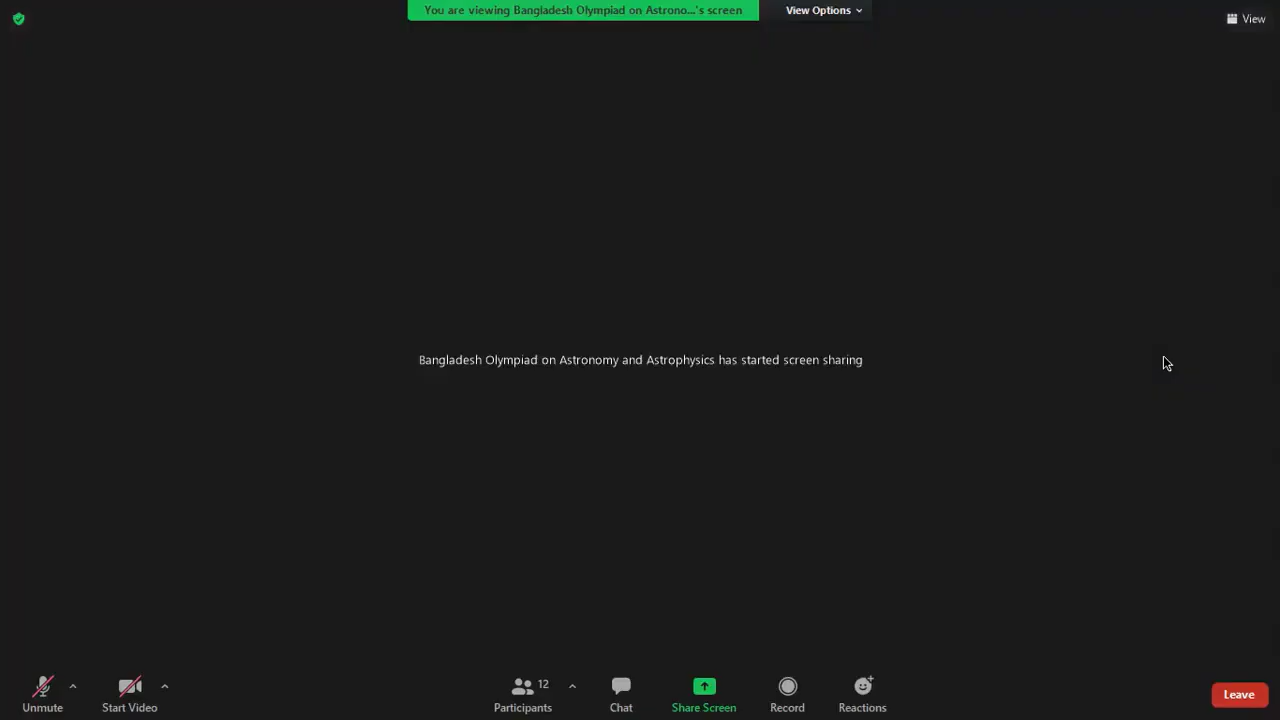 You are viewing Bangladesh Olympiad on Astrono...'s screen
View Options
View
Bangladesh Olympiad on Astronomy and Astrophysics has started screen sharing
Unmute
Start Video
12
Participants
Chat
Share Screen
Record
Reactions
Leave